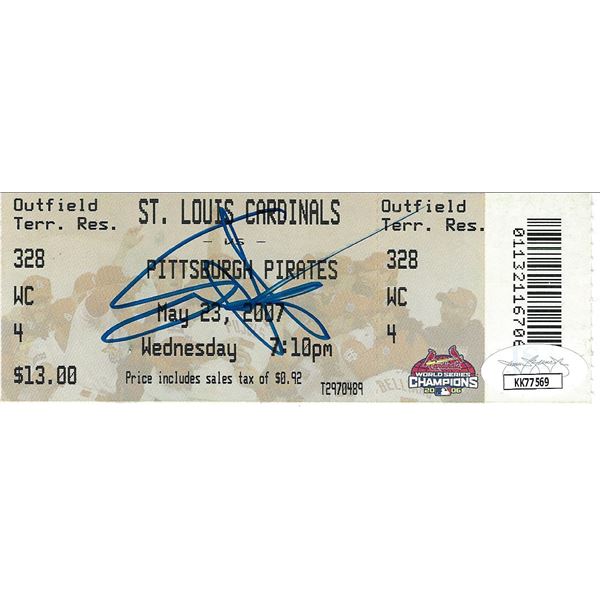 Outfield
Terr. Res.
328
WC
4
$13.00
ST. LOUIS CARDINALS
- vs -
PITTSBURGH PIRATES
May 23, 2007
Wednesday 7:10pm
Price includes sales tax of $0.92
T2970489
Outfield
Terr. Res.
328
WC
4
WORLD SERIES
CHAMPIONS
2006
KK77569